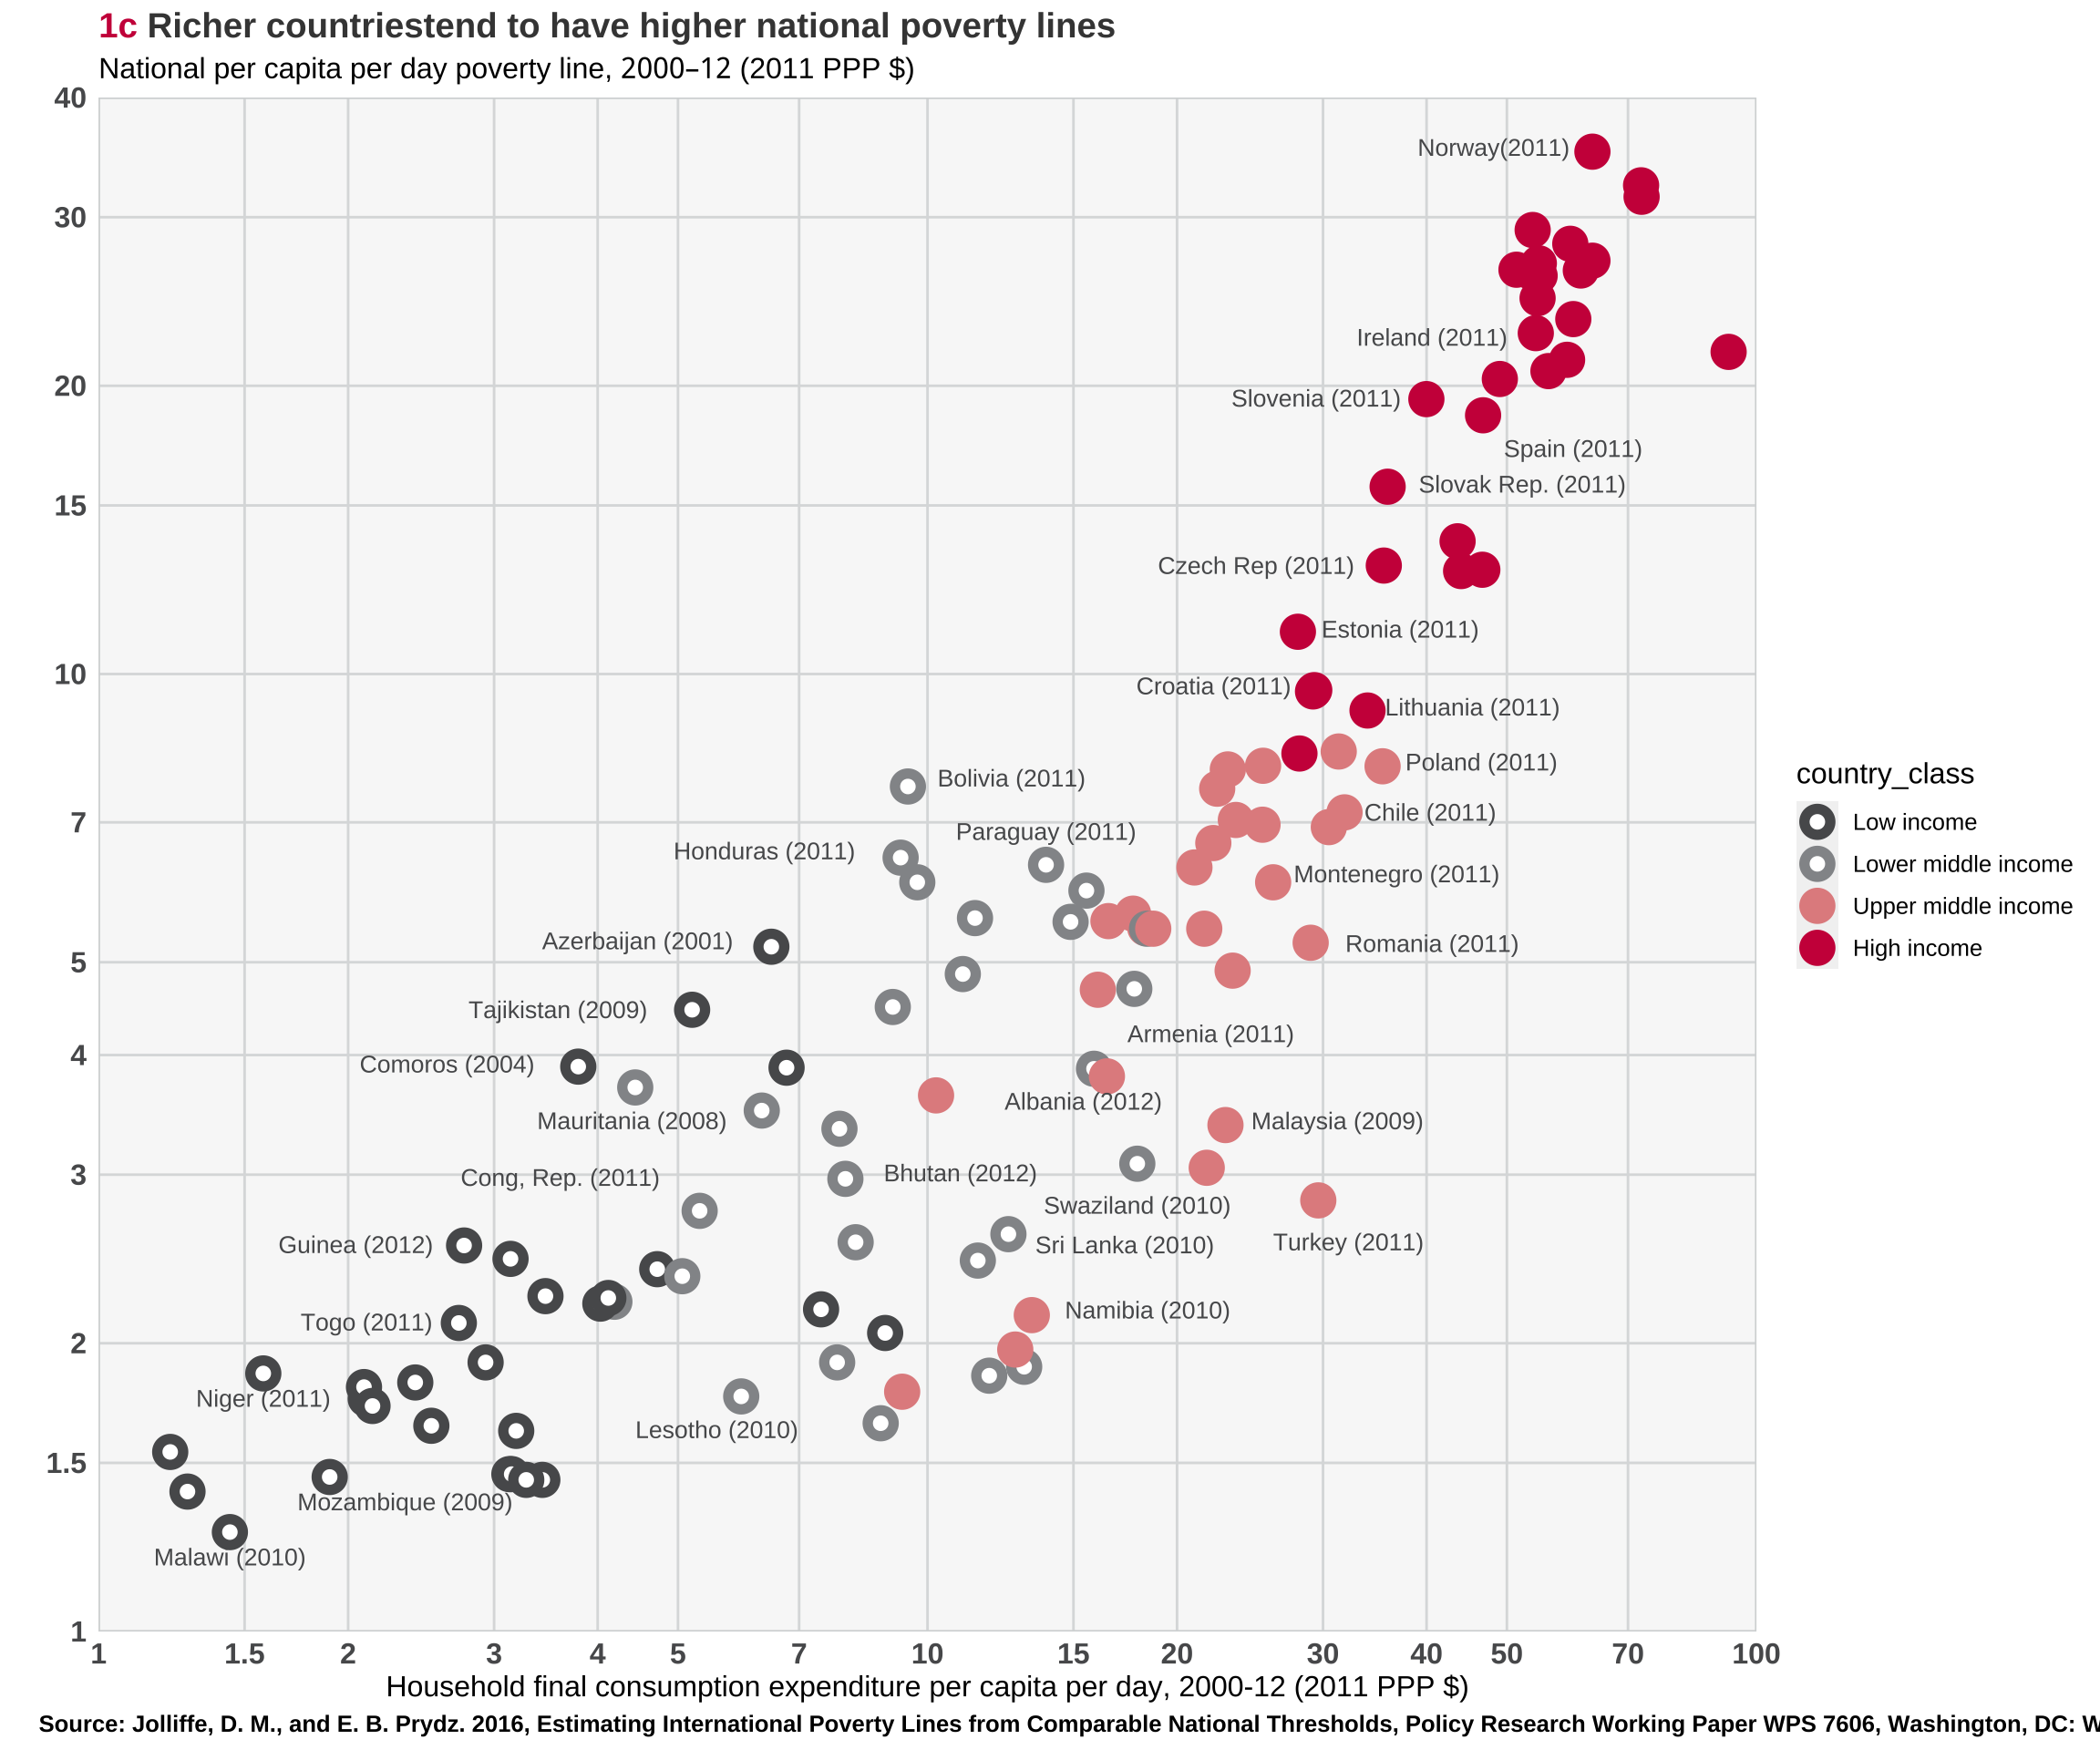 1c Richer countriestend to have higher national poverty lines
National per capita per day poverty line, 2000–12 (2011 PPP $)
40
30
20
15
10
7
5
4
3
2
1.5
1
Norway(2011)
Ireland (2011)
Slovenia (2011)
Spain (2011)
Slovak Rep. (2011)
Czech Rep (2011)
Estonia (2011)
Croatia (2011)
Lithuania (2011)
Poland (2011)
Bolivia (2011)
Chile (2011)
Paraguay (2011)
Honduras (2011)
Montenegro (2011)
Azerbaijan (2001)
Romania (2011)
Tajikistan (2009)
Armenia (2011)
Comoros (2004)
Albania (2012)
Mauritania (2008)
Malaysia (2009)
Cong, Rep. (2011)
Bhutan (2012)
Swaziland (2010)
Guinea (2012)
Sri Lanka (2010)
Turkey (2011)
Togo (2011)
Namibia (2010)
Niger (2011)
Lesotho (2010)
Mozambique (2009)
Malawi (2010)
country_class
Low income
Lower middle income
Upper middle income
High income
1 1.5 2 3 4 5 7 10 15 20 30 40 50 70 100
Household final consumption expenditure per capita per day, 2000-12 (2011 PPP $)
Source: Jolliffe, D. M., and E. B. Prydz. 2016, Estimating International Poverty Lines from Comparable National Thresholds, Policy Research Working Paper WPS 7606, Washington, DC: